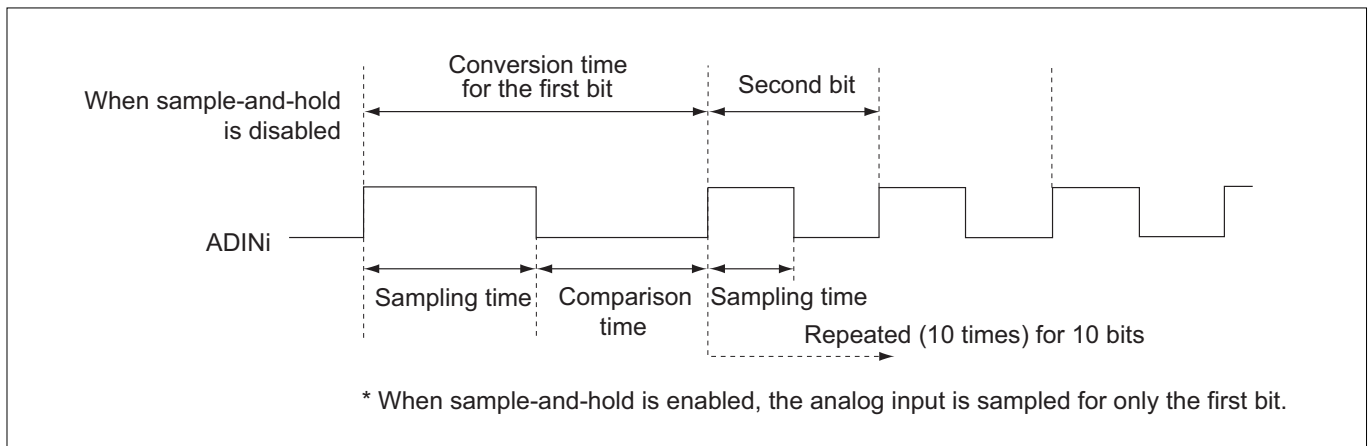 Conversion time
for the first bit
Second bit
When sample-and-hold
is disabled
ADINi
Sampling time
Comparison
time
Sampling time
Repeated (10 times) for 10 bits
* When sample-and-hold is enabled, the analog input is sampled for only the first bit.